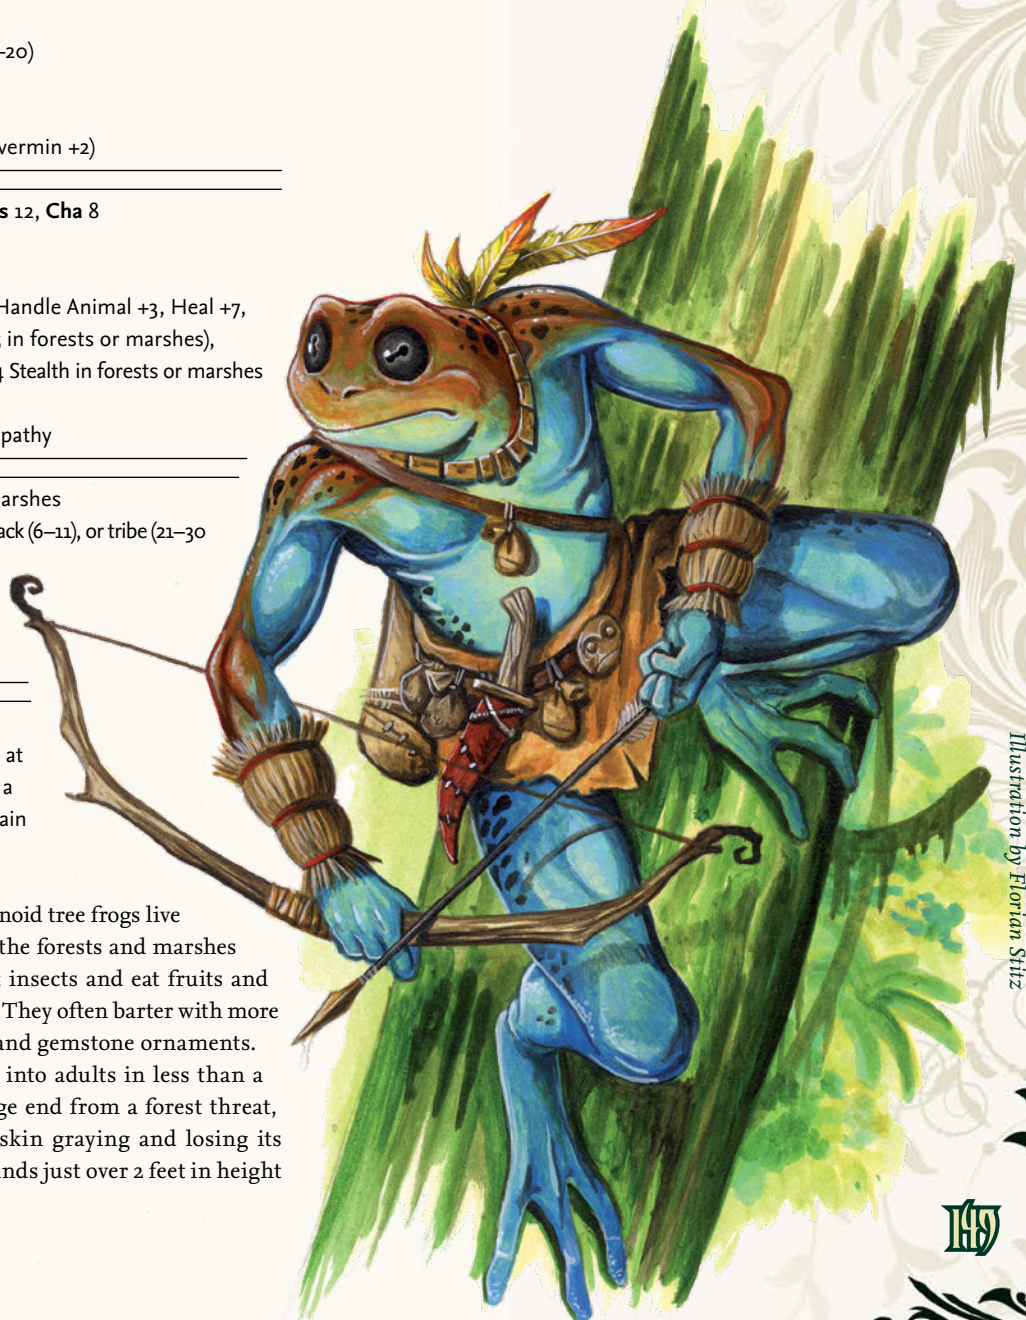 –20)
vermin +2)
s 12, Cha 8
Handle Animal +3, Heal +7,
in forests or marshes),
4 Stealth in forests or marshes
pathy
arshes
ack (6–11), or tribe (21–30
at
a
ain
noid tree frogs live
the forests and marshes
insects and eat fruits and
They often barter with more
and gemstone ornaments.
into adults in less than a
ge end from a forest threat,
skin graying and losing its
nds just over 2 feet in height
Illustration by Florian Stitz
149